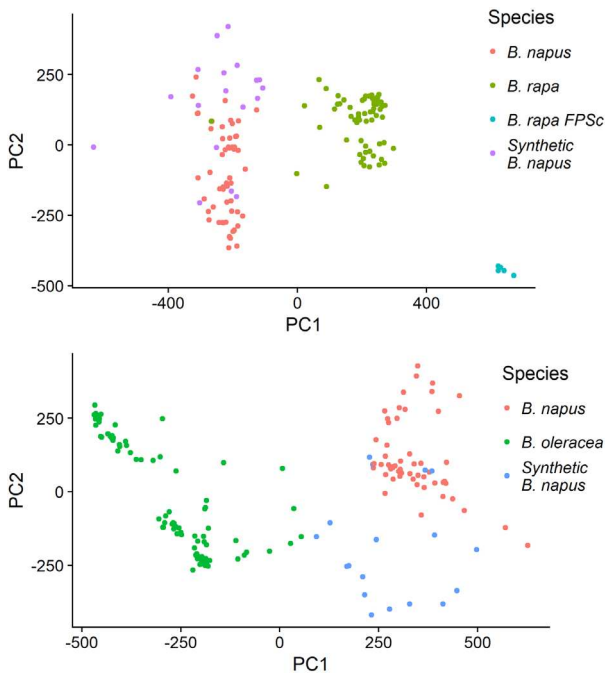 Species
B. napus
B. rapa
B. rapa FPSc
Synthetic
B. napus
PC2
250
0
-250
-500
-400
0
400
PC1
Species
B. napus
B. oleracea
Synthetic
B. napus
PC2
250
0
-250
-500
-250
0
250
500
PC1